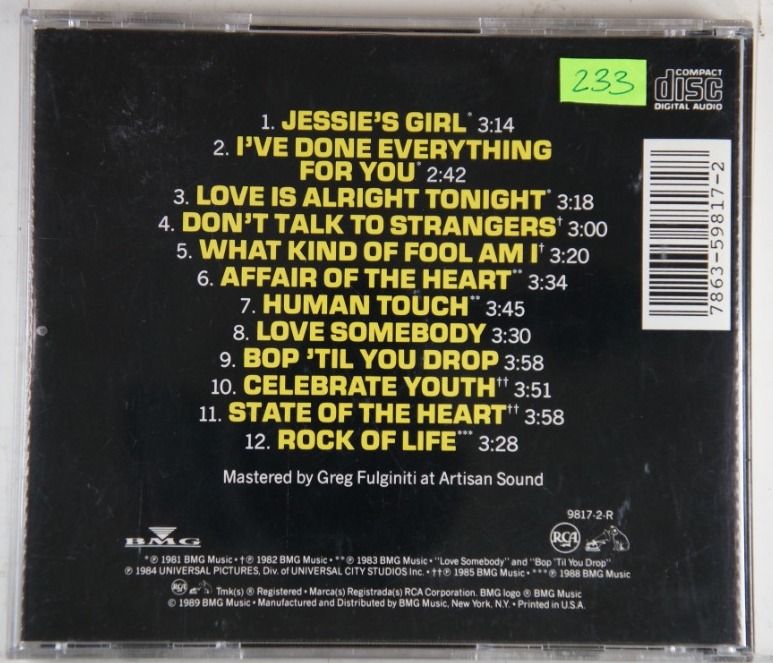 233
COMPACT
disc
DIGITAL AUDIO
1. JESSIE'S GIRL* 3:14
2. I'VE DONE EVERYTHING
FOR YOU* 2:42
3. LOVE IS ALRIGHT TONIGHT* 3:18
4. DON'T TALK TO STRANGERS† 3:00
5. WHAT KIND OF FOOL AM I† 3:20
6. AFFAIR OF THE HEART** 3:34
7. HUMAN TOUCH** 3:45
8. LOVE SOMEBODY 3:30
9. BOP 'TIL YOU DROP 3:58
10. CELEBRATE YOUTH†† 3:51
11. STATE OF THE HEART†† 3:58
12. ROCK OF LIFE*** 3:28
7863-59817-2
Mastered by Greg Fulginiti at Artisan Sound
9817-2-R
BMG
RCA
*℗ 1981 BMG Music • †℗ 1982 BMG Music • **℗ 1983 BMG Music • "Love Somebody" and "Bop 'Til You Drop"
℗ 1984 UNIVERSAL PICTURES, Div. of UNIVERSAL CITY STUDIOS Inc. • ††℗ 1985 BMG Music • ***℗ 1988 BMG Music
RCA Tmk(s) ® Registered • Marca(s) Registrada(s) RCA Corporation. BMG logo ® BMG Music
© 1989 BMG Music • Manufactured and Distributed by BMG Music, New York, N.Y. • Printed in U.S.A.